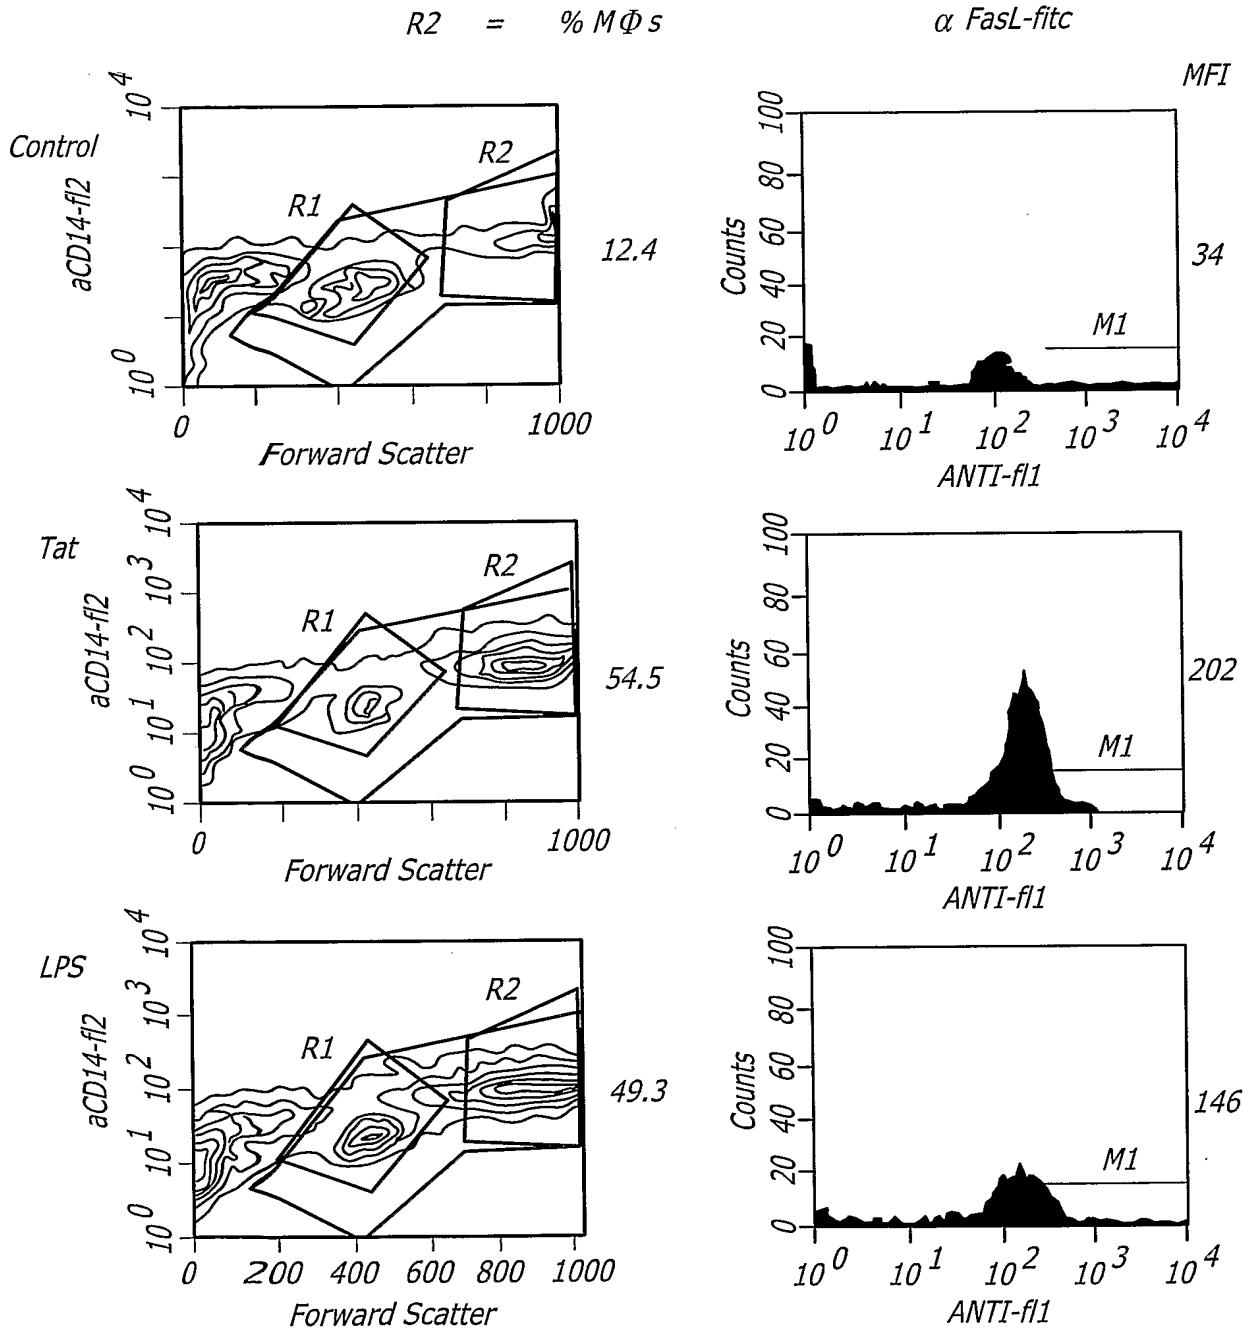 R2 = % MΦs
α FasL-fitc
MFI
Control
aCD14-fl2
10^4
10^0
R1
R2
0
1000
Forward Scatter
12.4
Counts
100
80
60
40
20
0
M1
10^0 10^1 10^2 10^3 10^4
ANTI-fl1
34
Tat
aCD14-fl2
10^4
10^3
10^2
10^1
10^0
R1
R2
0
1000
Forward Scatter
54.5
Counts
100
80
60
40
20
0
M1
10^0 10^1 10^2 10^3 10^4
ANTI-fl1
202
LPS
aCD14-fl2
10^4
10^3
10^2
10^1
10^0
R1
R2
0 200 400 600 800 1000
Forward Scatter
49.3
Counts
100
80
60
40
20
0
M1
10^0 10^1 10^2 10^3 10^4
ANTI-fl1
146